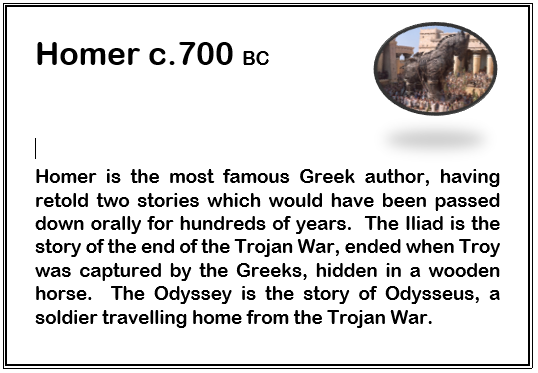 Homer c.700 BC
Homer is the most famous Greek author, having
retold two stories which would have been passed
down orally for hundreds of years.  The Iliad is the
story of the end of the Trojan War, ended when Troy
was captured by the Greeks, hidden in a wooden
horse.  The Odyssey is the story of Odysseus, a
soldier travelling home from the Trojan War.